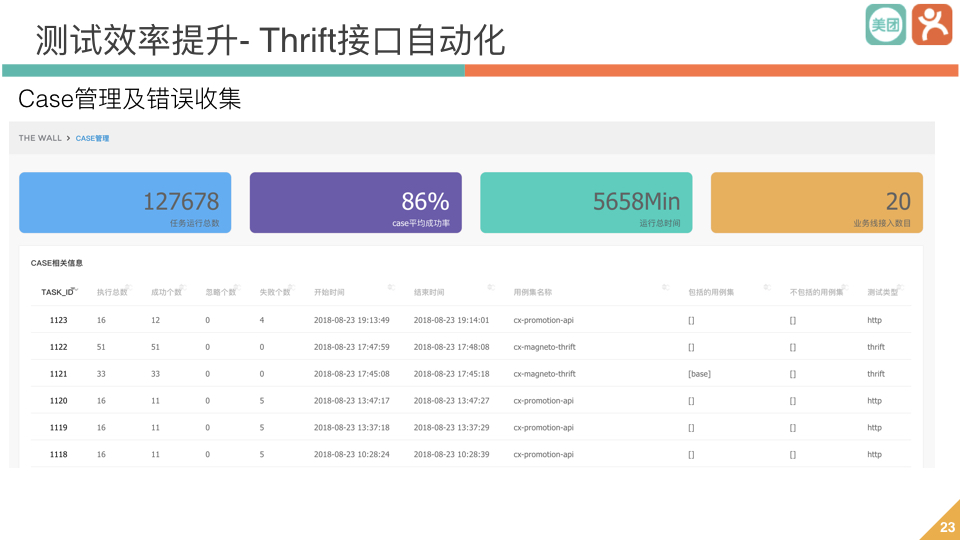 测试效率提升- Thrift接口自动化
美团
Case管理及错误收集
THE WALL > CASE管理
127678
任务运行总数
86%
case平均成功率
5658Min
运行总时间
20
业务线接入数目
CASE相关信息
TASK_ID 执行总数 成功个数 忽略个数 失败个数 开始时间 结束时间 用例集名称 包括的用例集 不包括的用例集 测试类型
1123 16 12 0 4 2018-08-23 19:13:49 2018-08-23 19:14:01 cx-promotion-api [] [] http
1122 51 51 0 0 2018-08-23 17:47:59 2018-08-23 17:48:08 cx-magneto-thrift [] [] thrift
1121 33 33 0 0 2018-08-23 17:45:08 2018-08-23 17:45:18 cx-magneto-thrift [base] [] thrift
1120 16 11 0 5 2018-08-23 13:47:17 2018-08-23 13:47:27 cx-promotion-api [] [] http
1119 16 11 0 5 2018-08-23 13:37:18 2018-08-23 13:37:29 cx-promotion-api [] [] http
1118 16 11 0 5 2018-08-23 10:28:24 2018-08-23 10:28:39 cx-promotion-api [] [] http
23